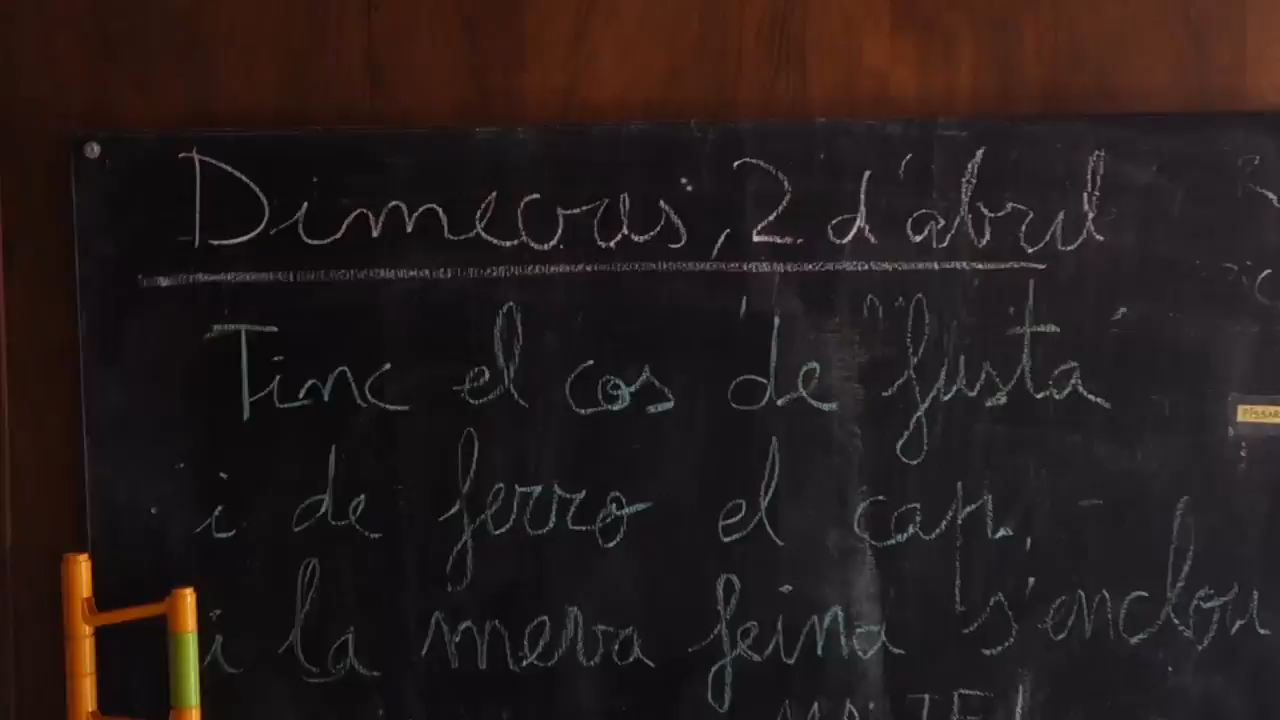 Dimecres, 2 d'abril
Tinc el cos de fusta
i de ferro el cap,
i la meva feina s'enclou